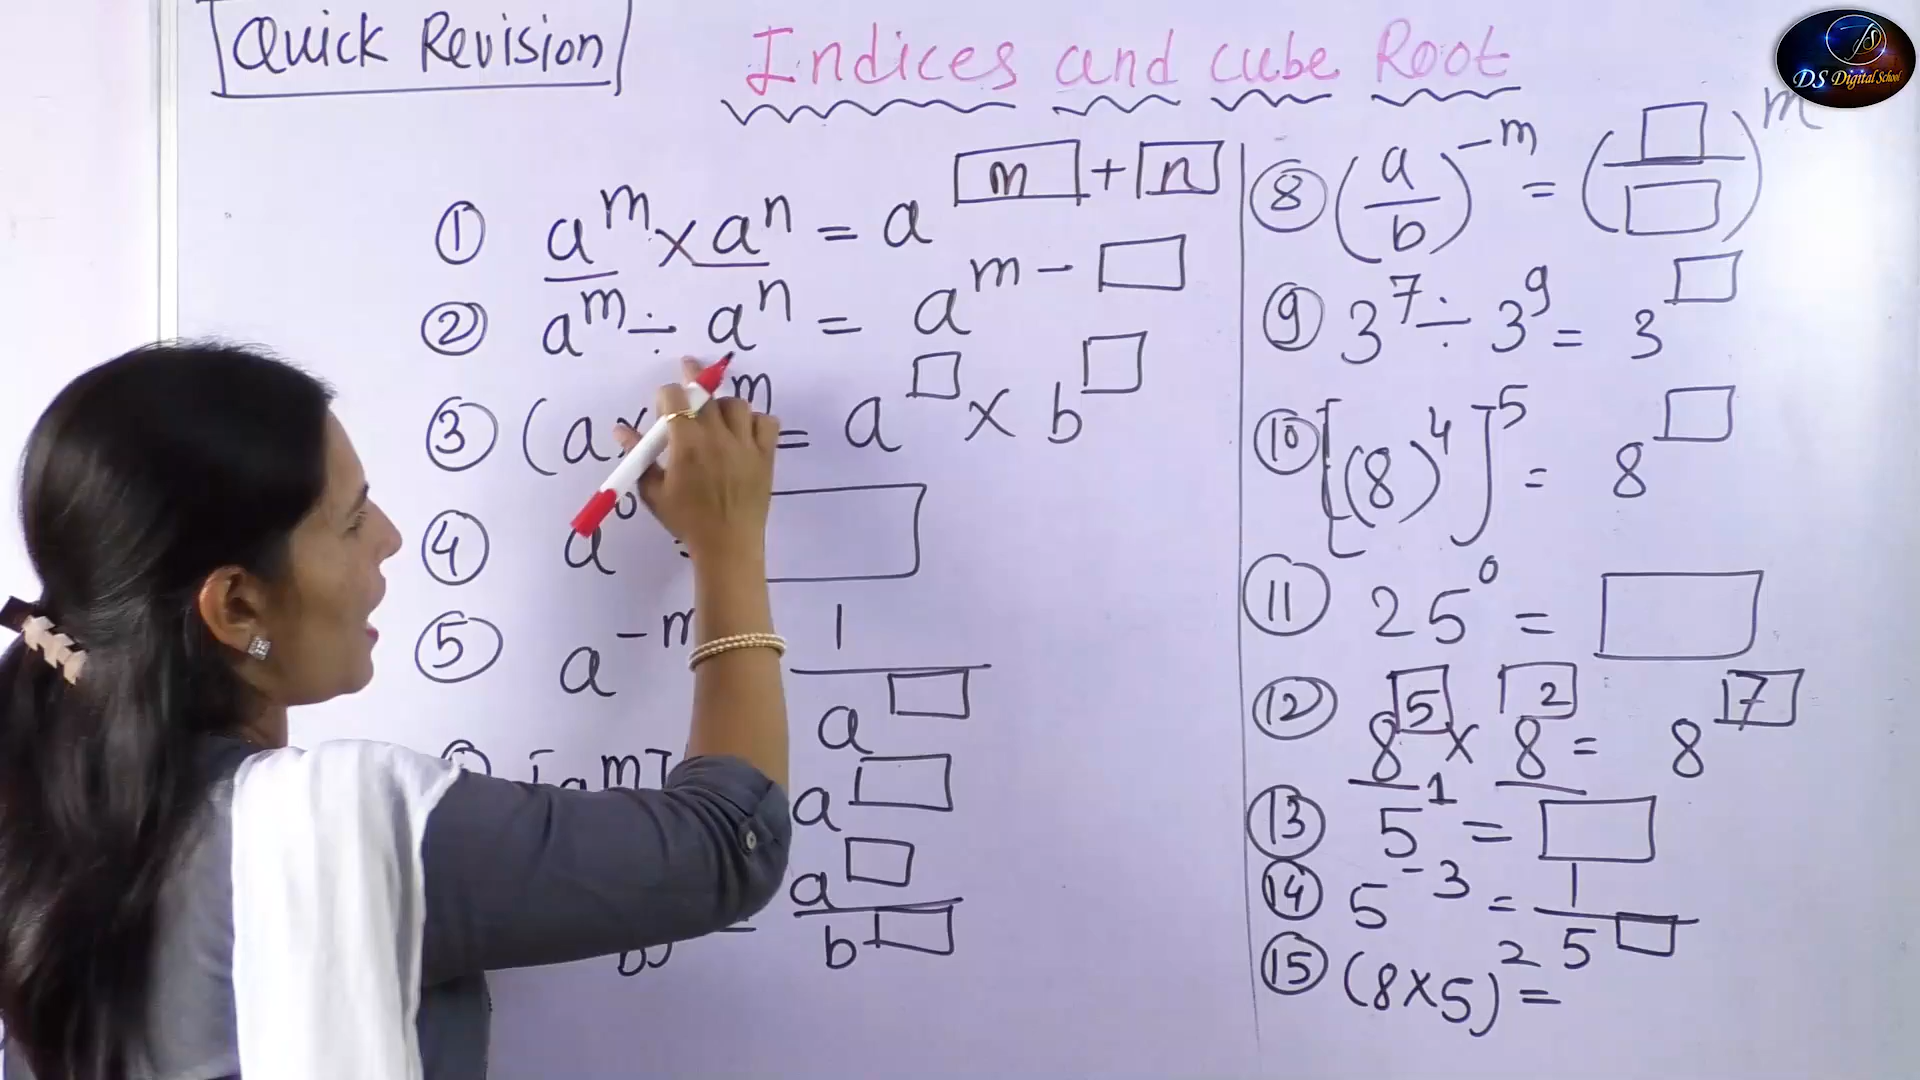 Quick Revision
Indices and cube Root
DS Digital School
① a^m × a^n = a^[m] + [n]
② a^m ÷ a^n = a^m - □
③ (a× ^m = a^□ × b^□
④ a^0 = □
⑤ a^-m 1/a^□
[a^m] a^□
b) = a^□/b^□
⑧ (a/b)^-m = (□/□)^m
⑨ 3^7 ÷ 3^9 = 3^□
⑩ [(8)^4]^5 = 8^□
⑪ 25^0 = □
⑫ 8^[5] × 8^[2] = 8^[7]
⑬ 5^1 = □
⑭ 5^-3 = 1/5^□
⑮ (8×5)^2 =